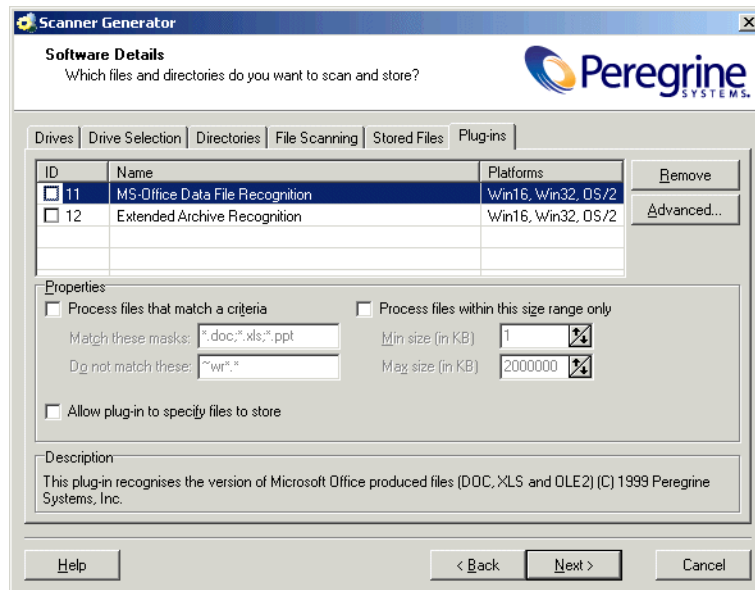 Scanner Generator
Software Details
Which files and directories do you want to scan and store?
Peregrine
SYSTEMS.
Drives Drive Selection Directories File Scanning Stored Files Plug-ins
ID Name Platforms
11 MS-Office Data File Recognition Win16, Win32, OS/2
12 Extended Archive Recognition Win16, Win32, OS/2
Remove
Advanced...
Properties
Process files that match a criteria
Match these masks: *.doc;*.xls;*.ppt
Do not match these: ~wr*.*
Process files within this size range only
Min size (in KB) 1
Max size (in KB) 2000000
Allow plug-in to specify files to store
Description
This plug-in recognises the version of Microsoft Office produced files (DOC, XLS and OLE2) (C) 1999 Peregrine
Systems, Inc.
Help < Back Next > Cancel